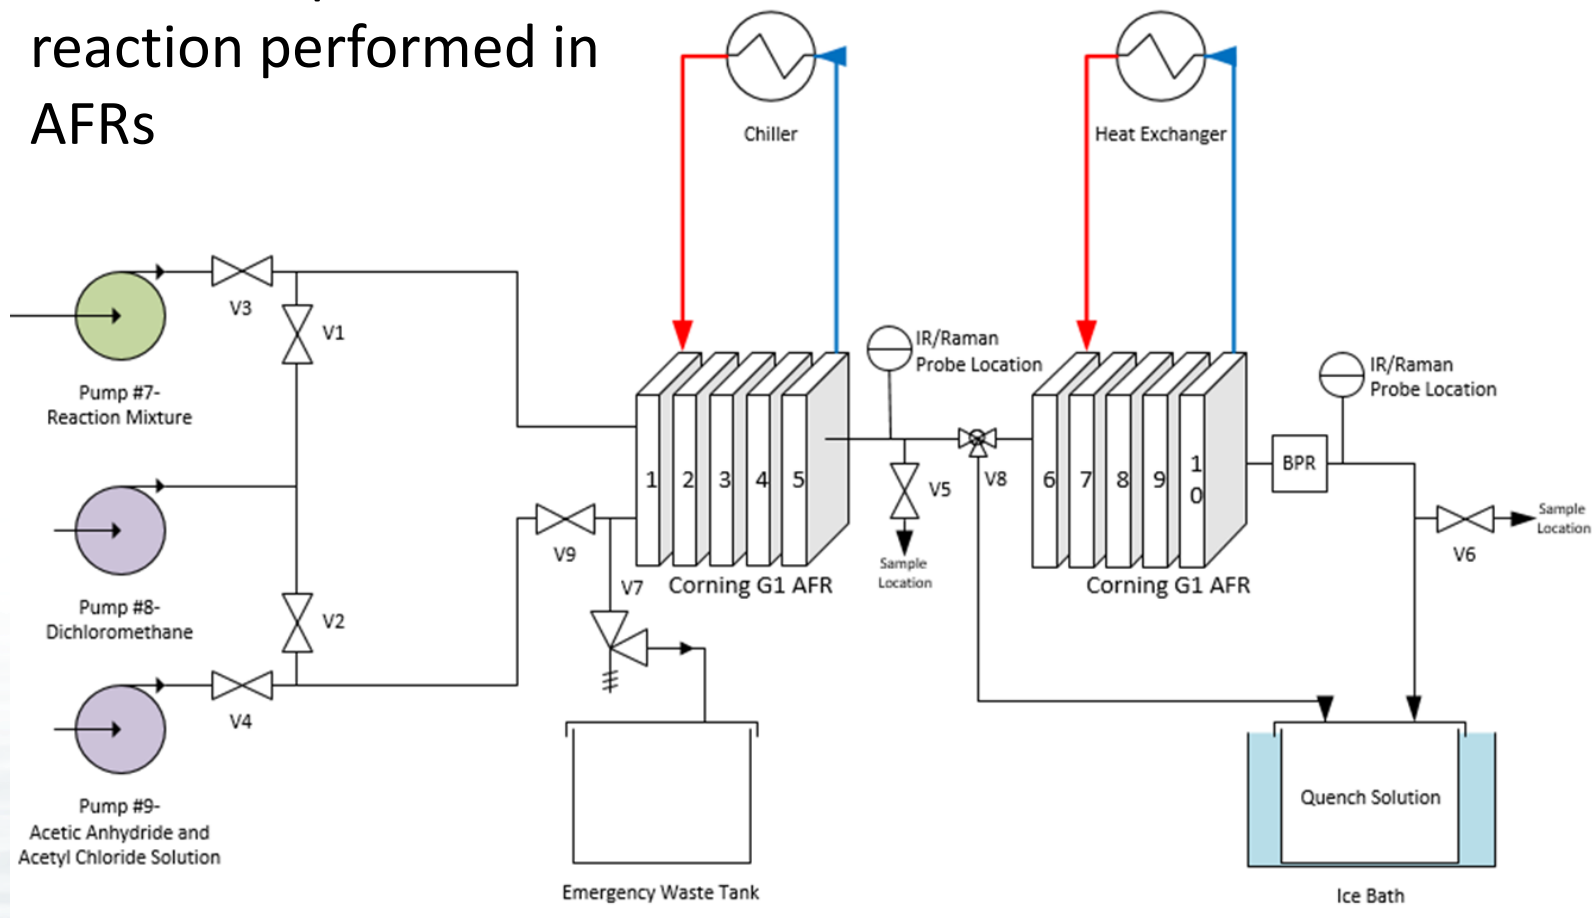 reaction performed in
AFRs
Chiller
Heat Exchanger
V3
V1
Pump #7-
Reaction Mixture
IR/Raman
Probe Location
IR/Raman
Probe Location
1
2
3
4
5
6
7
8
9
1
0
BPR
V5
V8
Sample
Location
V6
Sample
Location
V9
V7
Corning G1 AFR
Corning G1 AFR
Pump #8-
Dichloromethane
V2
V4
Pump #9-
Acetic Anhydride and
Acetyl Chloride Solution
Quench Solution
Emergency Waste Tank
Ice Bath